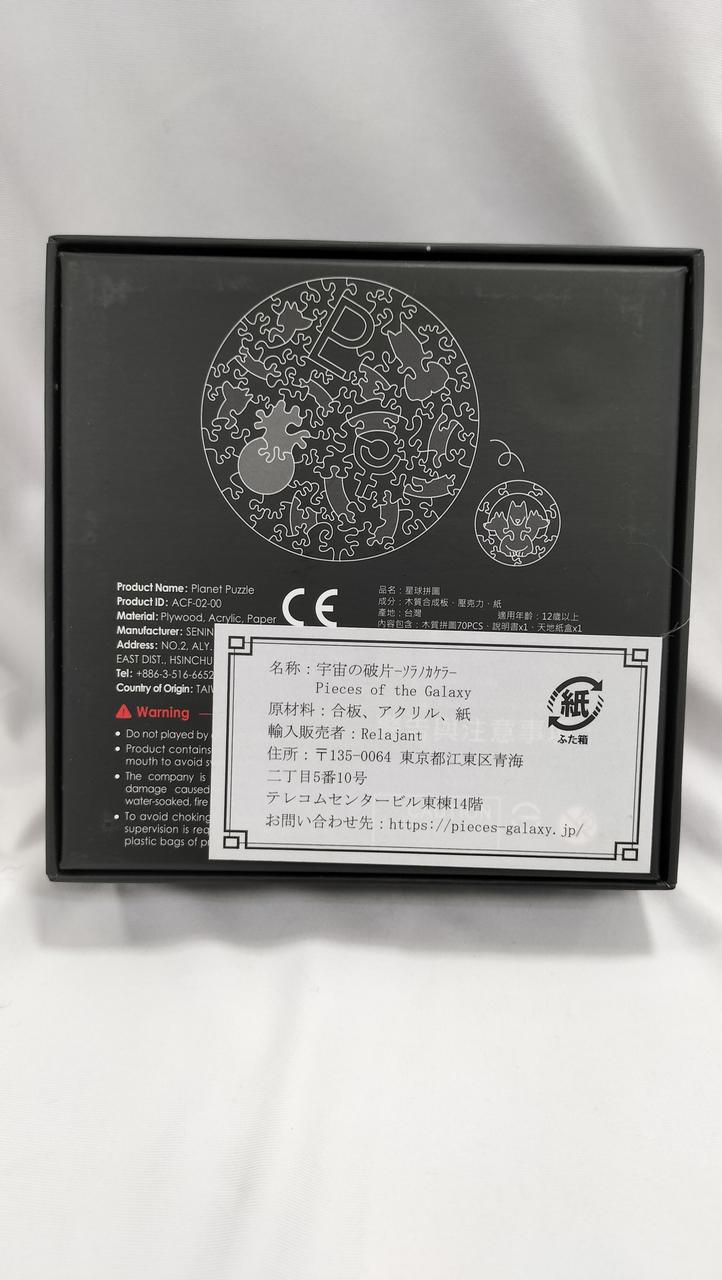 Product Name: Planet Puzzle
Product ID: ACF-02-00
Material: Plywood, Acrylic, Paper
Manufacturer:
Address: NO.2, ALY.
EAST DIST., HSINCHU
Tel: +886-3-516-6652
Country of Origin:
CE
品名：星球拼圖
成分：木質合成板、壓克力、紙
產地：台灣 適用年齡：12歲以上
內容包含：木質拼圖70PCS、說明書x1、天地紙盒x1
Warning
• Do not played by
• Product contains
mouth to avoid
• The company is
damage caused
water-soaked, fire
• To avoid choking
supervision is
plastic bags of
名称：宇宙の破片-ｿﾗﾉｶｹﾗ-
Pieces of the Galaxy
原材料：合板、アクリル、紙
輸入販売者：Relajant
住所：〒135-0064 東京都江東区青海
二丁目5番10号
テレコムセンタービル東棟14階
お問い合わせ先：https://pieces-galaxy.jp/
紙
ふた箱